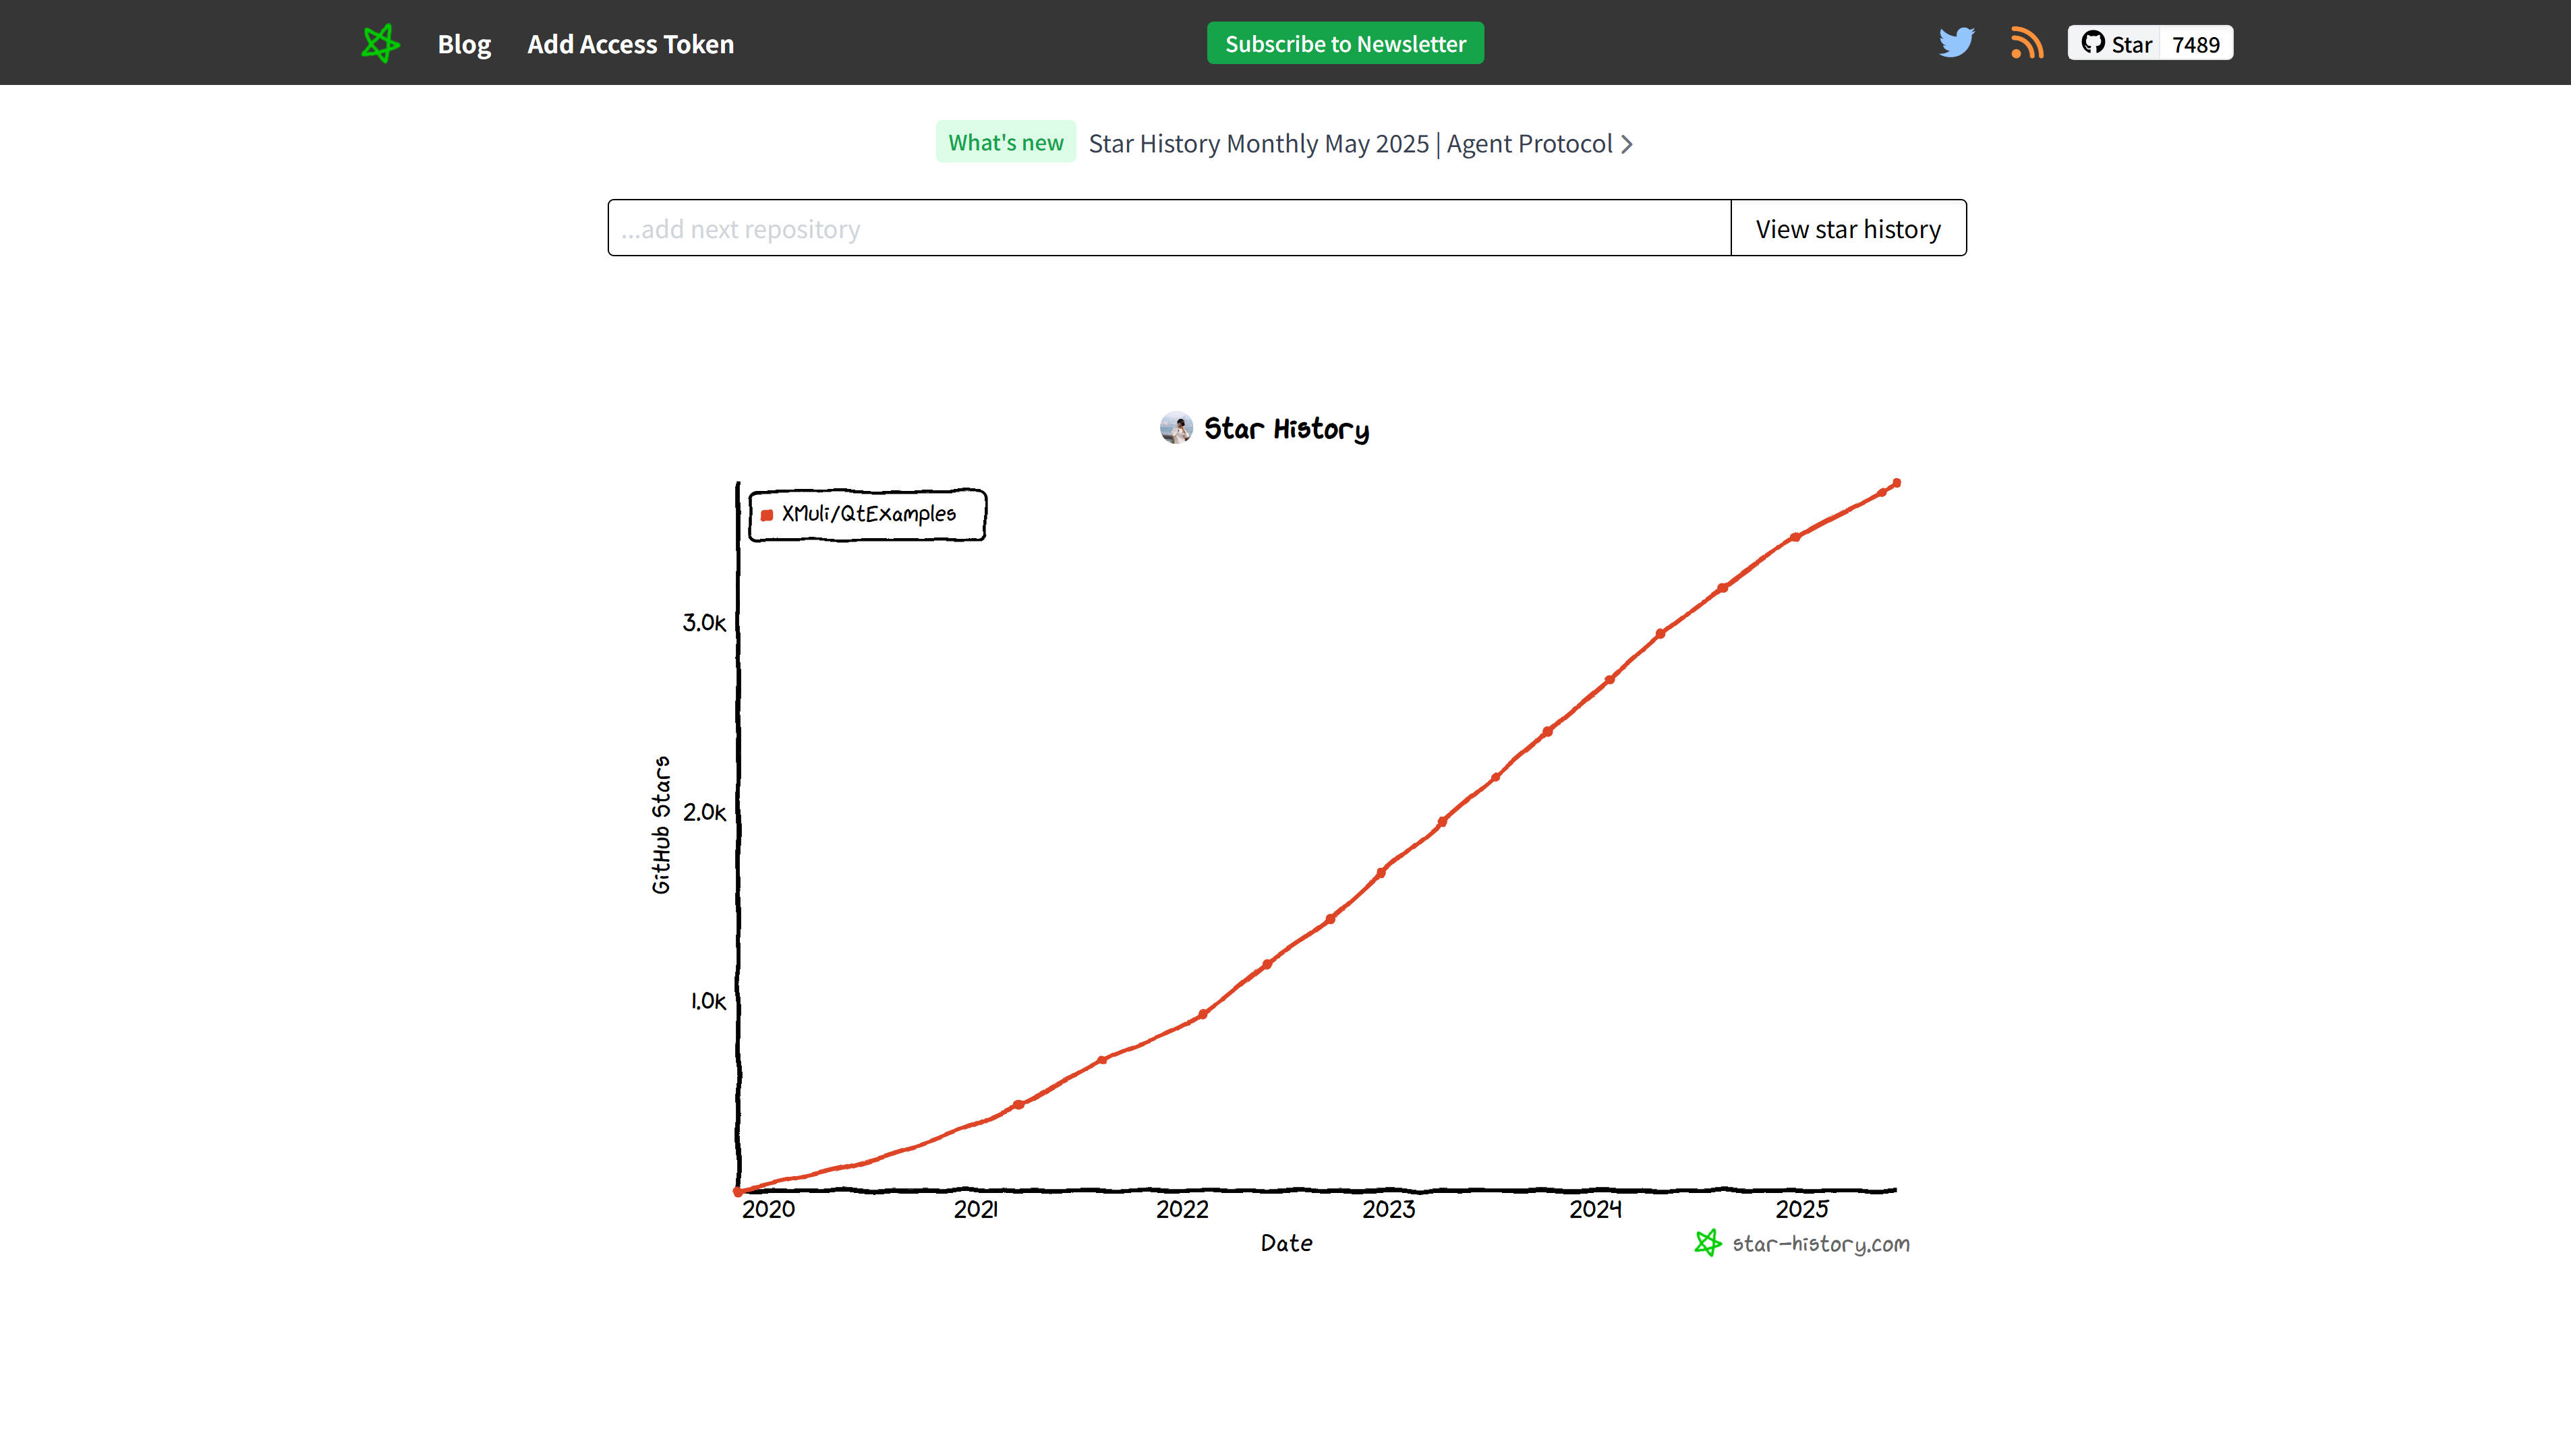 Blog
Add Access Token
Subscribe to Newsletter
Star 7489
What's new
Star History Monthly May 2025 | Agent Protocol
...add next repository
View star history
Star History
XMuli/QtExamples
3.0K
2.0K
1.0K
GitHub Stars
2020 2021 2022 2023 2024 2025
Date
star-history.com